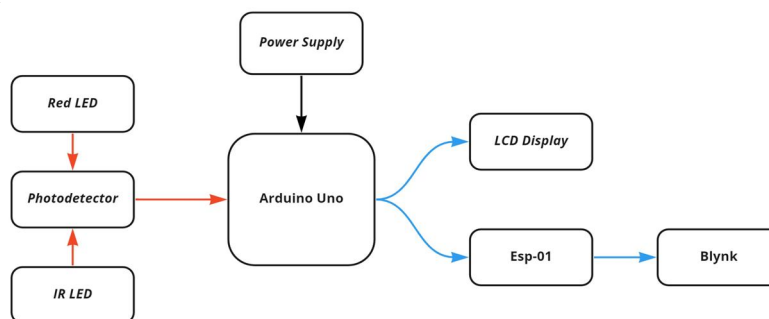 Power Supply
Red LED
LCD Display
Photodetector
Arduino Uno
Esp-01
Blynk
IR LED